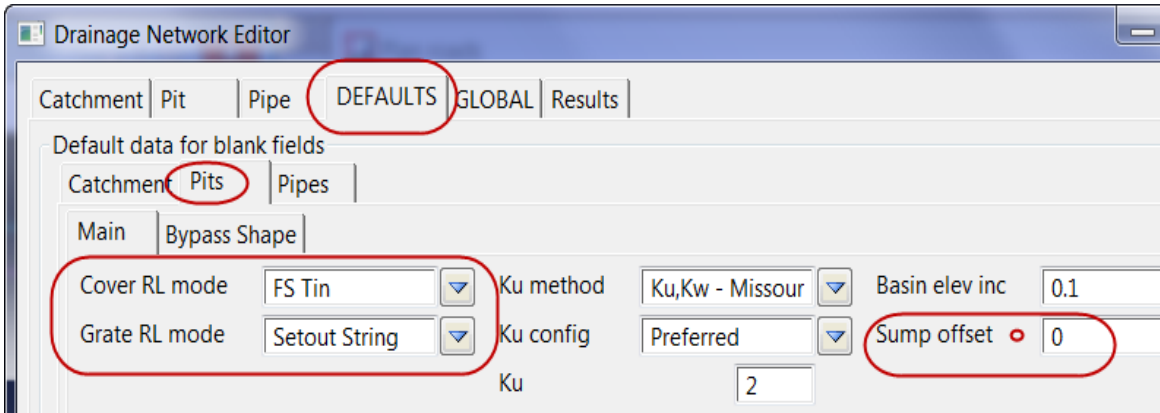 Drainage Network Editor
Catchment Pit Pipe DEFAULTS GLOBAL Results
Default data for blank fields
Catchment Pits Pipes
Main Bypass Shape
Cover RL mode FS Tin Ku method Ku,Kw - Missour Basin elev inc 0.1
Grate RL mode Setout String Ku config Preferred Sump offset 0
Ku 2